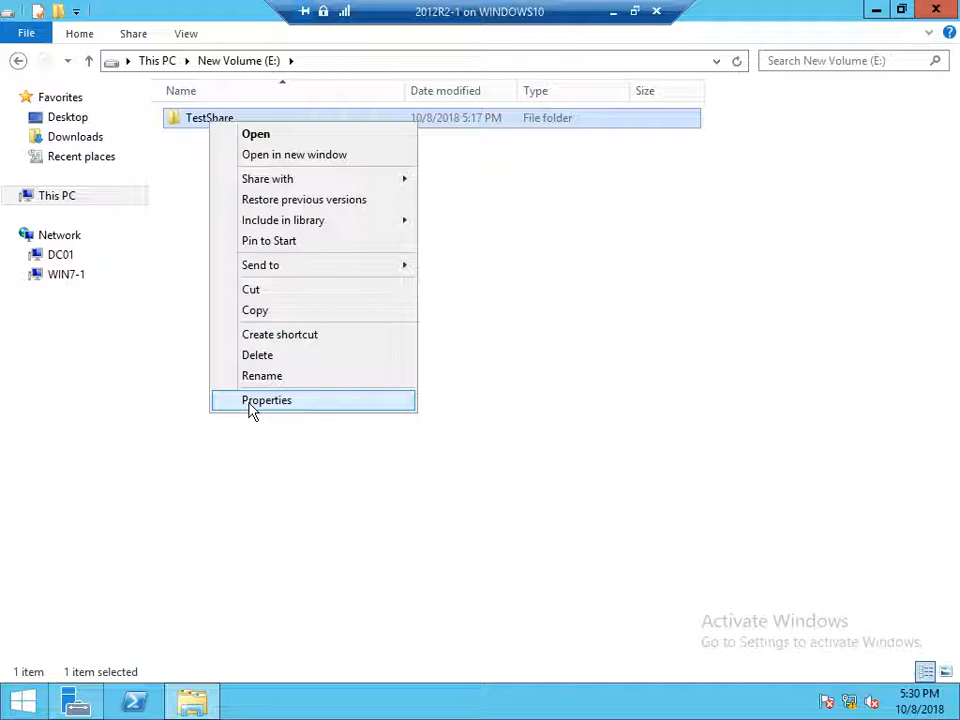 2012R2-1 on WINDOWS10
File Home Share View
This PC New Volume (E:)
Search New Volume (E:)
Name Date modified Type Size
Favorites
Desktop
Downloads
Recent places
This PC
Network
DC01
WIN7-1
TestShare 10/8/2018 5:17 PM File folder
Open
Open in new window
Share with
Restore previous versions
Include in library
Pin to Start
Send to
Cut
Copy
Create shortcut
Delete
Rename
Properties
Activate Windows
Go to Settings to activate Windows.
1 item 1 item selected
5:30 PM
10/8/2018